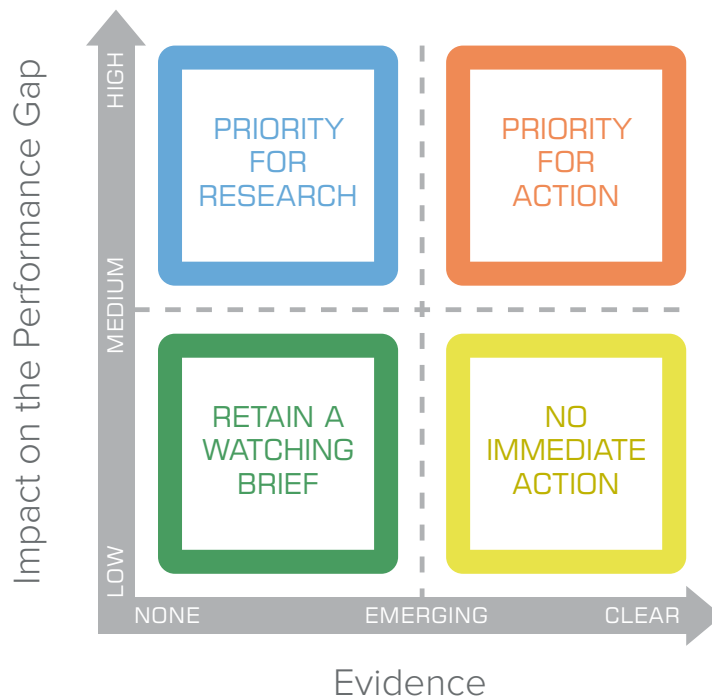 Impact on the Performance Gap
HIGH
MEDIUM
LOW
PRIORITY
FOR
RESEARCH
PRIORITY
FOR
ACTION
RETAIN A
WATCHING
BRIEF
NO
IMMEDIATE
ACTION
NONE
EMERGING
CLEAR
Evidence